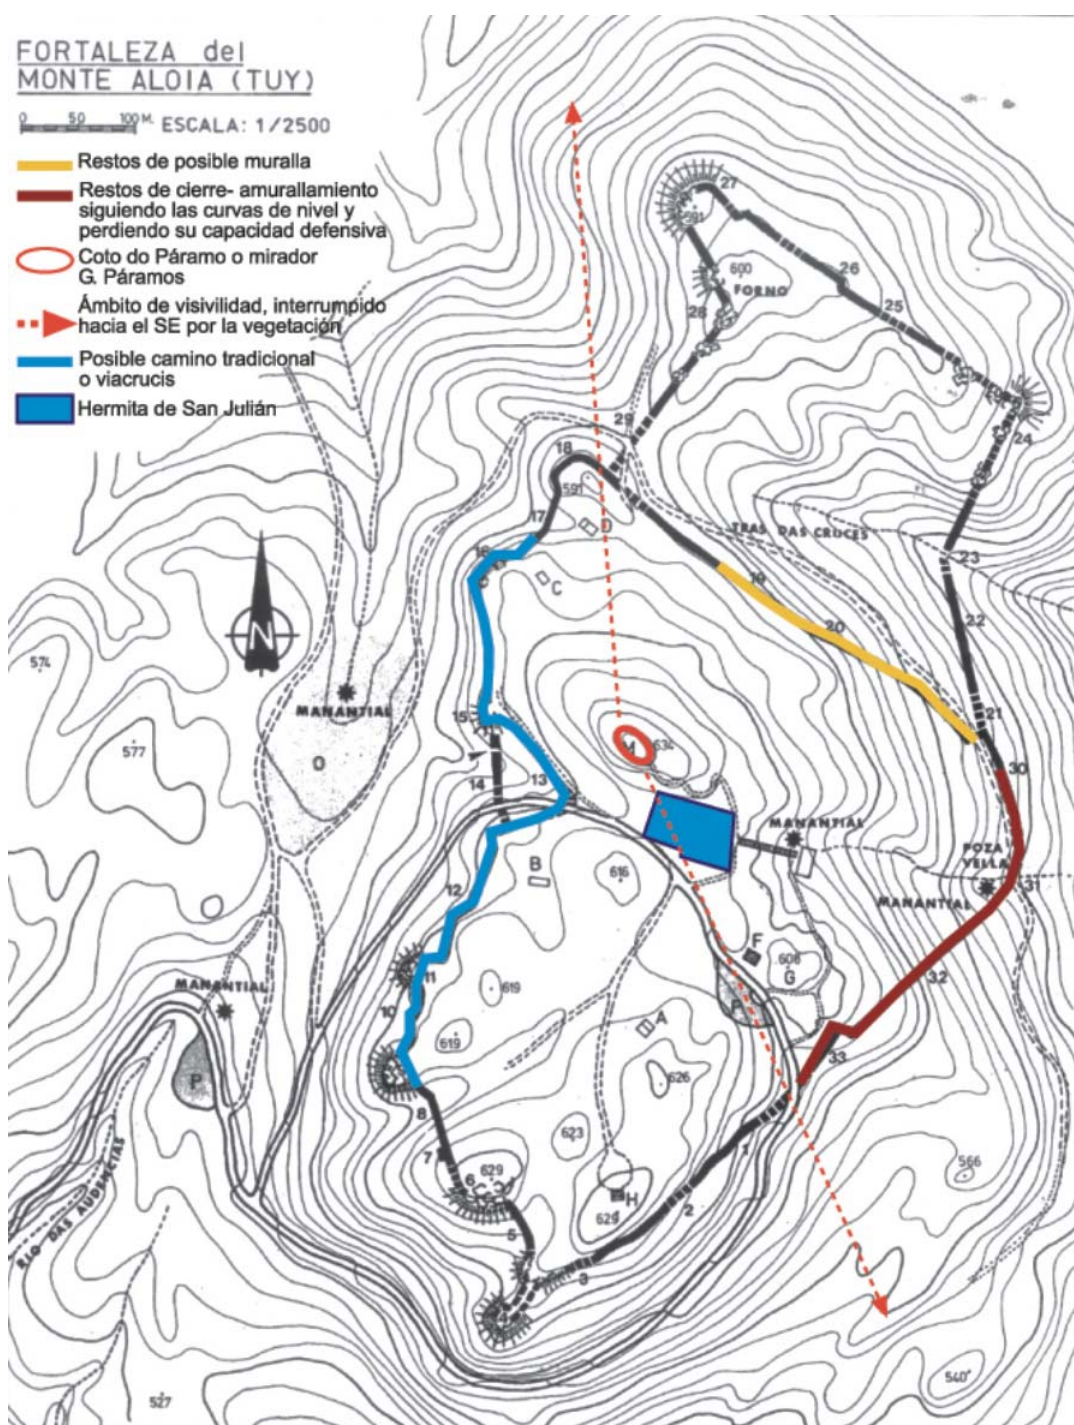 FORTALEZA del
MONTE ALOIA (TUY)
0 50 100 M. ESCALA: 1/2500
Restos de posible muralla
Restos de cierre- amurallamiento
siguiendo las curvas de nivel y
perdiendo su capacidad defensiva
Coto do Páramo o mirador
G. Páramos
Ámbito de visivilidad, interrumpido
hacia el SE por la vegetación
Posible camino tradicional
o viacrucis
Hermita de San Julián
27
591
600
FORNO
26
25
28
24
29
18
591
17
D
TRAS DAS CRUCES
23
16
C
19
22
20
N
574
MANANTIAL
15
21
577
M
634
O
14
13
30
MANANTIAL
POZA
VELLA
B
616
31
12
MANANTIAL
F
608
G
11
32
MANANTIAL
619
10
P
A
619
33
P
626
8
623
1
7
629
566
6
H
629
2
5
RIO DAS AUDENCIAS
3
4
540
527